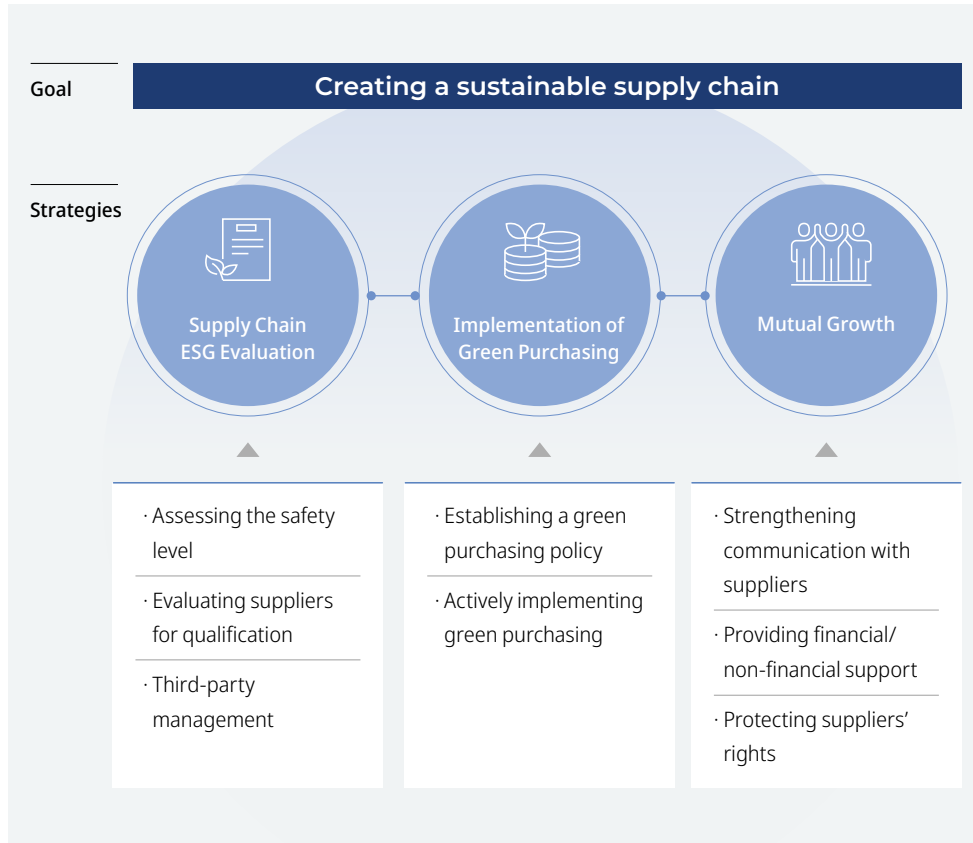 Goal
Creating a sustainable supply chain
Strategies
Supply Chain
ESG Evaluation
Implementation of
Green Purchasing
Mutual Growth
· Assessing the safety
level
· Evaluating suppliers
for qualification
· Third-party
management
· Establishing a green
purchasing policy
· Actively implementing
green purchasing
· Strengthening
communication with
suppliers
· Providing financial/
non-financial support
· Protecting suppliers’
rights